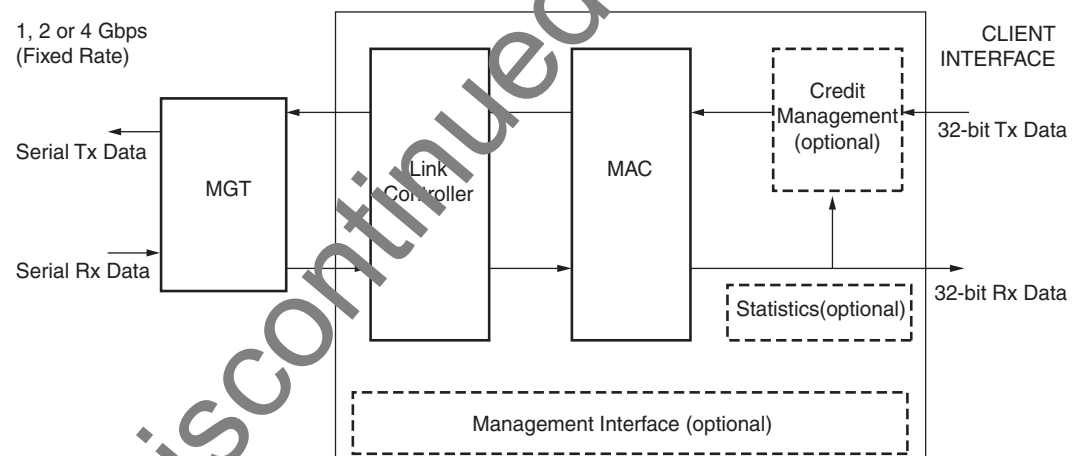 1, 2 or 4 Gbps
(Fixed Rate)
CLIENT
INTERFACE
Credit
Management
(optional)
32-bit Tx Data
Serial Tx Data
MGT
Link
Controller
MAC
Serial Rx Data
32-bit Rx Data
Statistics(optional)
Management Interface (optional)
iscontinued